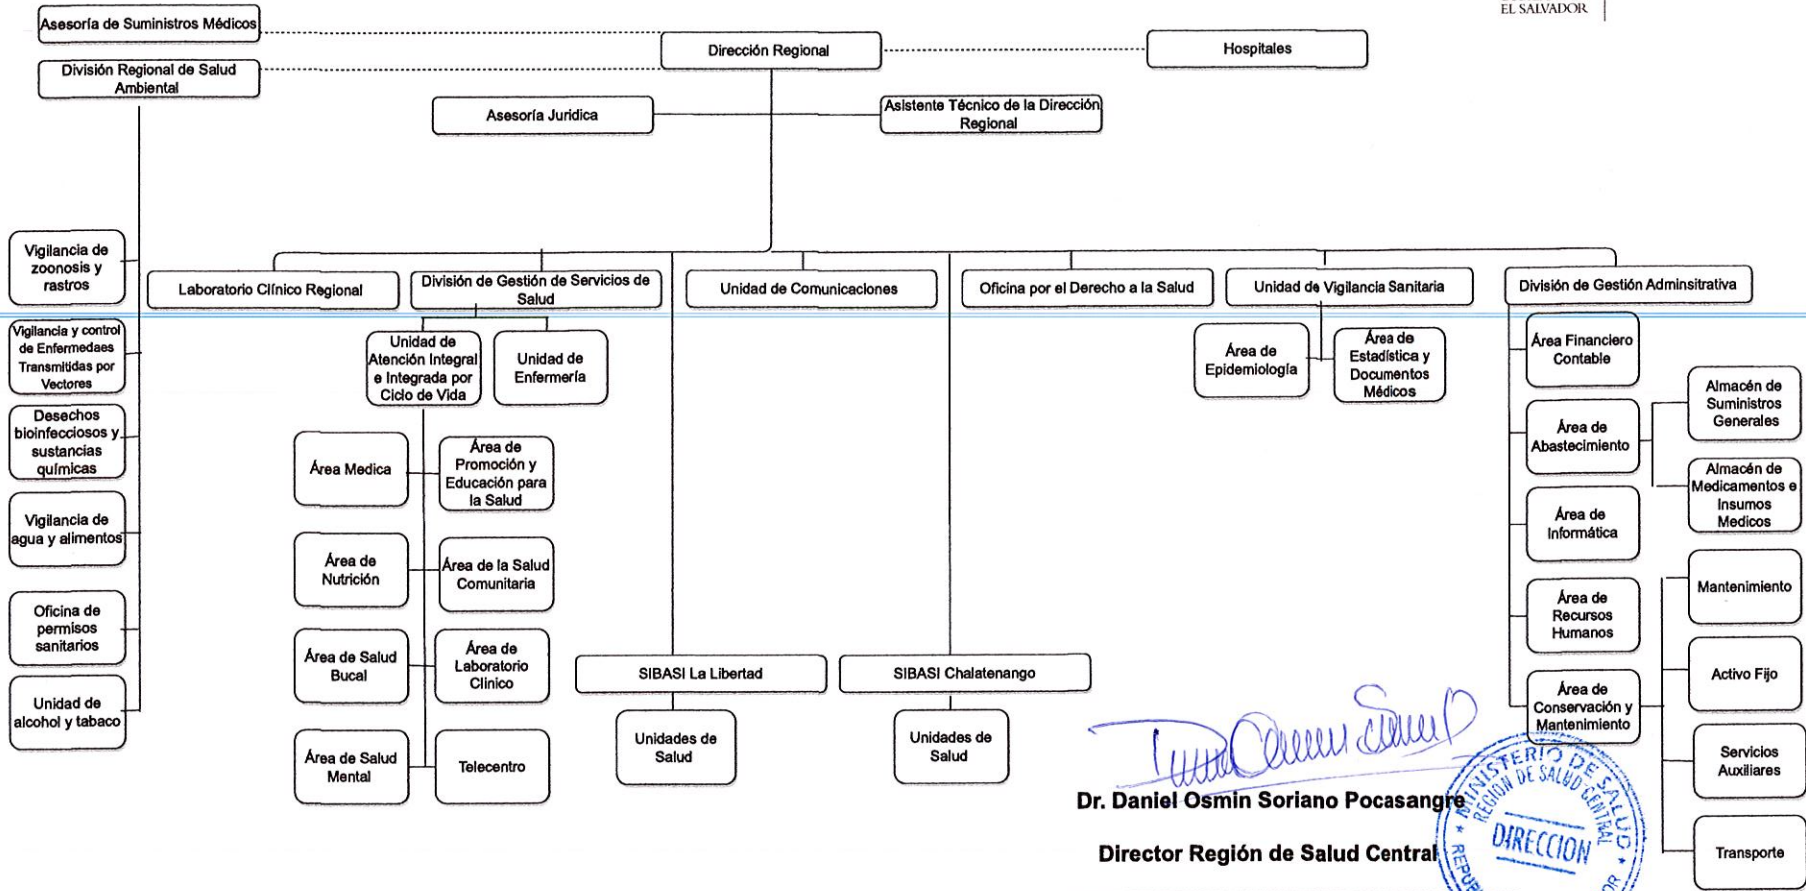 EL SALVADOR
Asesoría de Suministros Médicos
Dirección Regional
Hospitales
División Regional de Salud
Ambiental
Asesoría Juridica
Asistente Técnico de la Dirección
Regional
Vigilancia de
zoonosis y
rastros
Vigilancia y control
de Enfermedaes
Transmitidas por
Vectores
Desechos
bioinfecciosos y
sustancias
químicas
Vigilancia de
agua y alimentos
Oficina de
permisos
sanitarios
Unidad de
alcohol y tabaco
Laboratorio Clínico Regional
División de Gestión de Servicios de
Salud
Unidad de Comunicaciones
Oficina por el Derecho a la Salud
Unidad de Vigilancia Sanitaria
División de Gestión Adminsitrativa
Unidad de
Atención Integral
e Integrada por
Ciclo de Vida
Unidad de
Enfermería
Área Medica
Área de
Promoción y
Educación para
la Salud
Área de
Nutrición
Área de la Salud
Comunitaria
Área de Salud
Bucal
Área de
Laboratorio
Clinico
Área de Salud
Mental
Telecentro
SIBASI La Libertad
Unidades de
Salud
SIBASI Chalatenango
Unidades de
Salud
Área de
Epidemiología
Área de
Estadística y
Documentos
Médicos
Área Financiero
Contable
Área de
Abastecimiento
Almacén de
Suministros
Generales
Almacén de
Medicamentos e
Insumos
Medicos
Área de
Informática
Área de
Recursos
Humanos
Área de
Conservación y
Mantenimiento
Mantenimiento
Activo Fijo
Servicios
Auxiliares
Transporte
Dr. Daniel Osmin Soriano Pocasangre
Director Región de Salud Central
MINISTERIO DE SALUD
REGION DE SALUD CENTRAL
DIRECCION